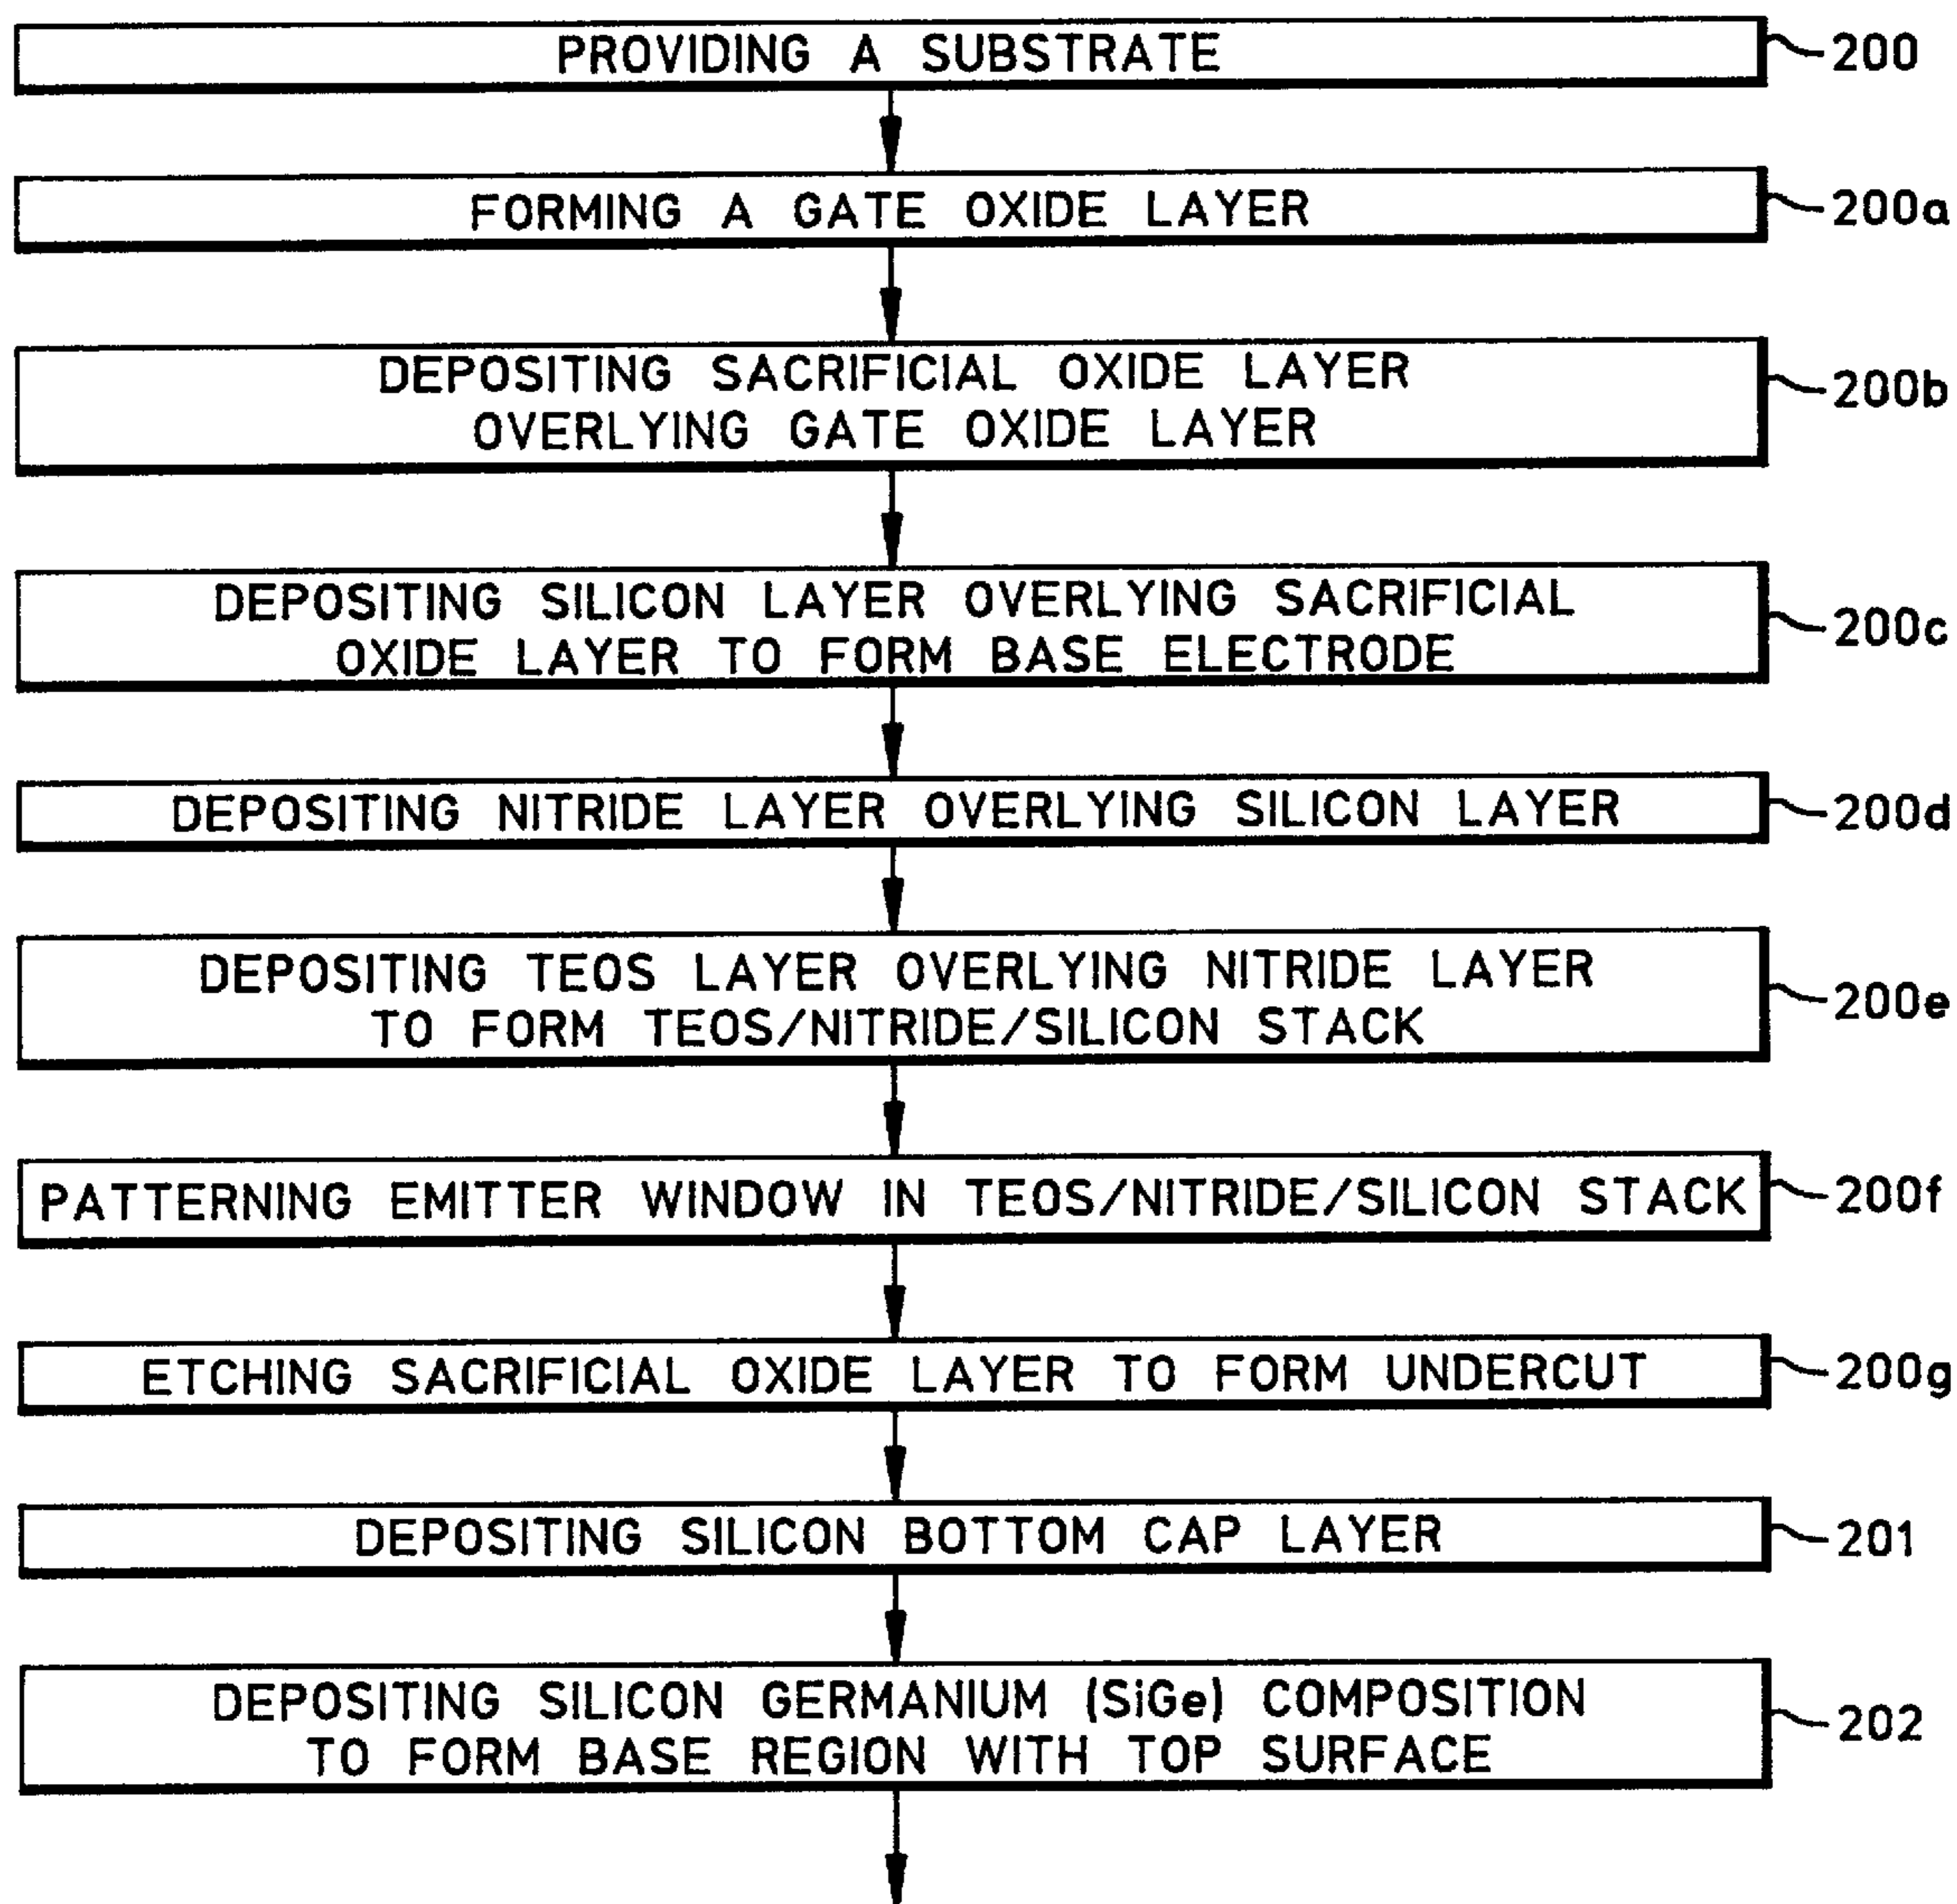 PROVIDING A SUBSTRATE
200
FORMING A GATE OXIDE LAYER
200a
DEPOSITING SACRIFICIAL OXIDE LAYER
OVERLYING GATE OXIDE LAYER
200b
DEPOSITING SILICON LAYER OVERLYING SACRIFICIAL
OXIDE LAYER TO FORM BASE ELECTRODE
200c
DEPOSITING NITRIDE LAYER OVERLYING SILICON LAYER
200d
DEPOSITING TEOS LAYER OVERLYING NITRIDE LAYER
TO FORM TEOS/NITRIDE/SILICON STACK
200e
PATTERNING EMITTER WINDOW IN TEOS/NITRIDE/SILICON STACK
200f
ETCHING SACRIFICIAL OXIDE LAYER TO FORM UNDERCUT
200g
DEPOSITING SILICON BOTTOM CAP LAYER
201
DEPOSITING SILICON GERMANIUM (SiGe) COMPOSITION
TO FORM BASE REGION WITH TOP SURFACE
202